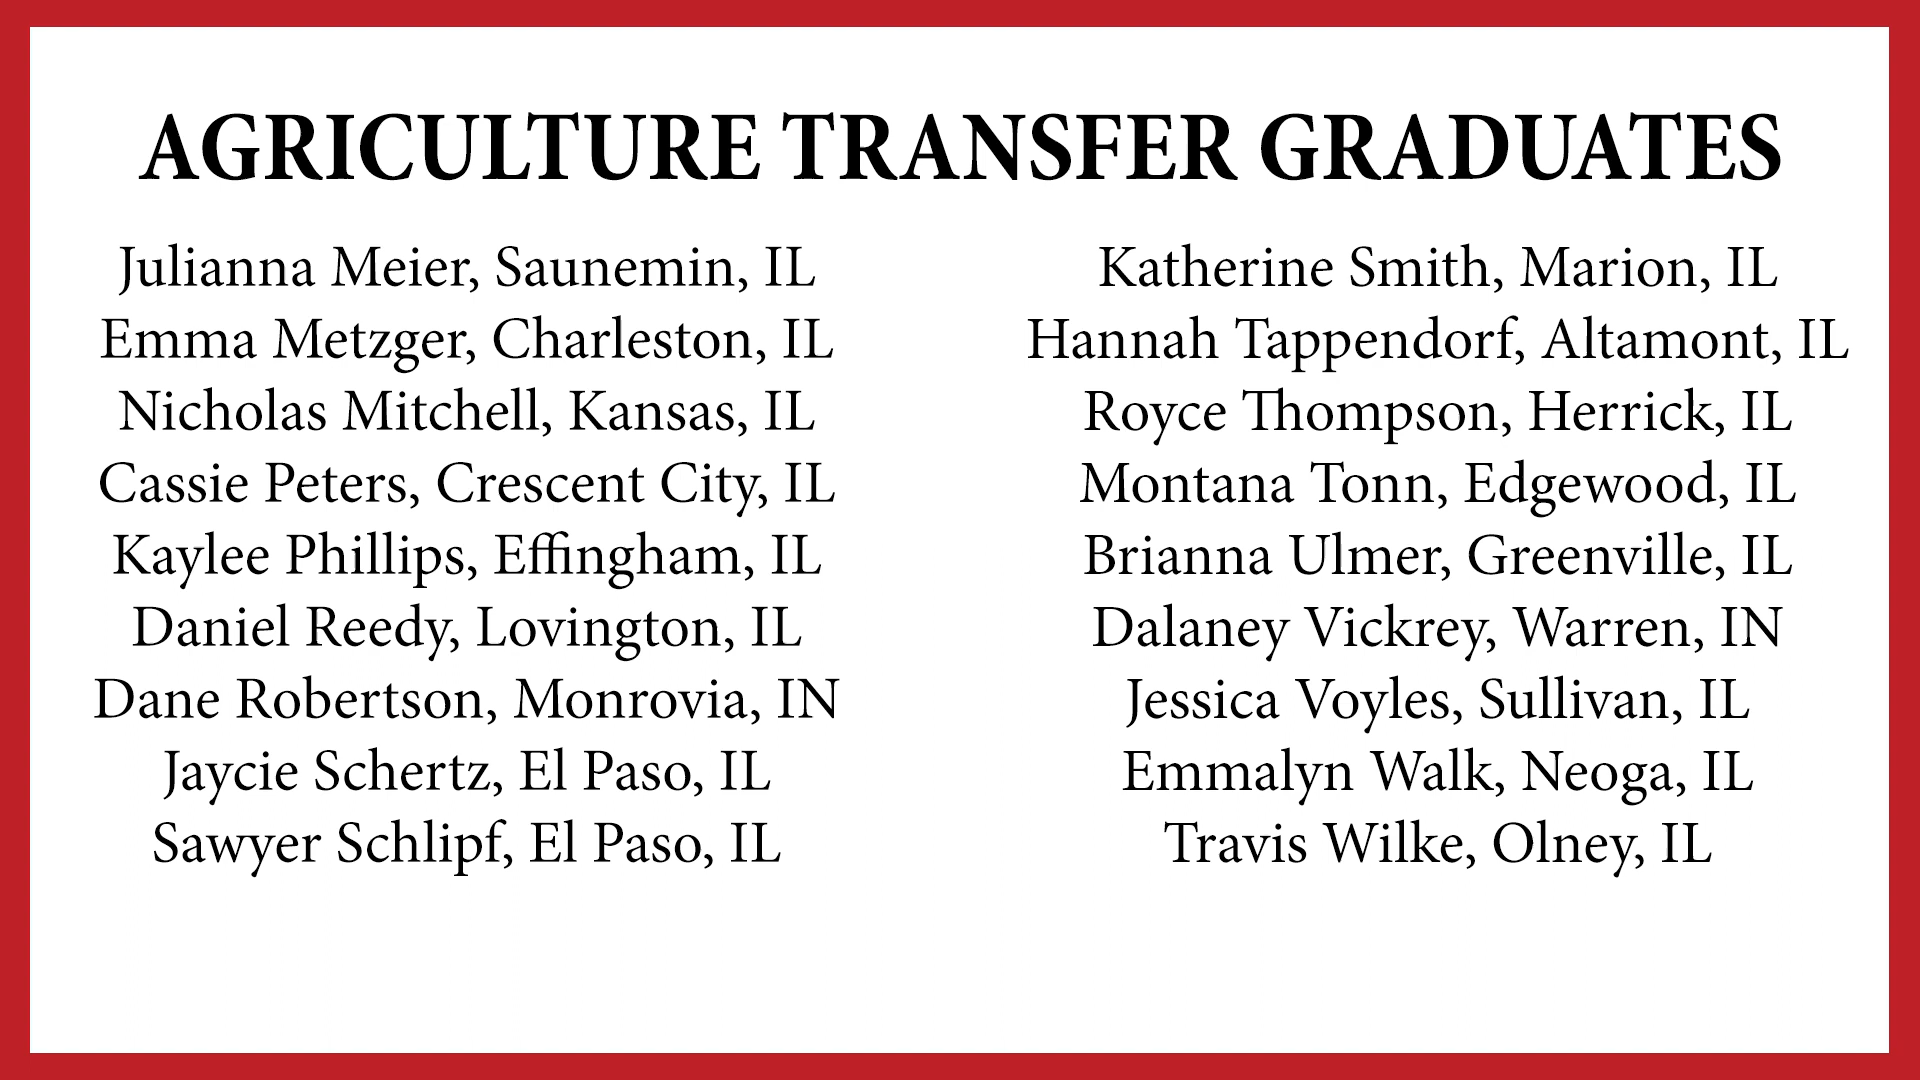 AGRICULTURE TRANSFER GRADUATES
Julianna Meier, Saunemin, IL
Emma Metzger, Charleston, IL
Nicholas Mitchell, Kansas, IL
Cassie Peters, Crescent City, IL
Kaylee Phillips, Effingham, IL
Daniel Reedy, Lovington, IL
Dane Robertson, Monrovia, IN
Jaycie Schertz, El Paso, IL
Sawyer Schlipf, El Paso, IL
Katherine Smith, Marion, IL
Hannah Tappendorf, Altamont, IL
Royce Thompson, Herrick, IL
Montana Tonn, Edgewood, IL
Brianna Ulmer, Greenville, IL
Dalaney Vickrey, Warren, IN
Jessica Voyles, Sullivan, IL
Emmalyn Walk, Neoga, IL
Travis Wilke, Olney, IL